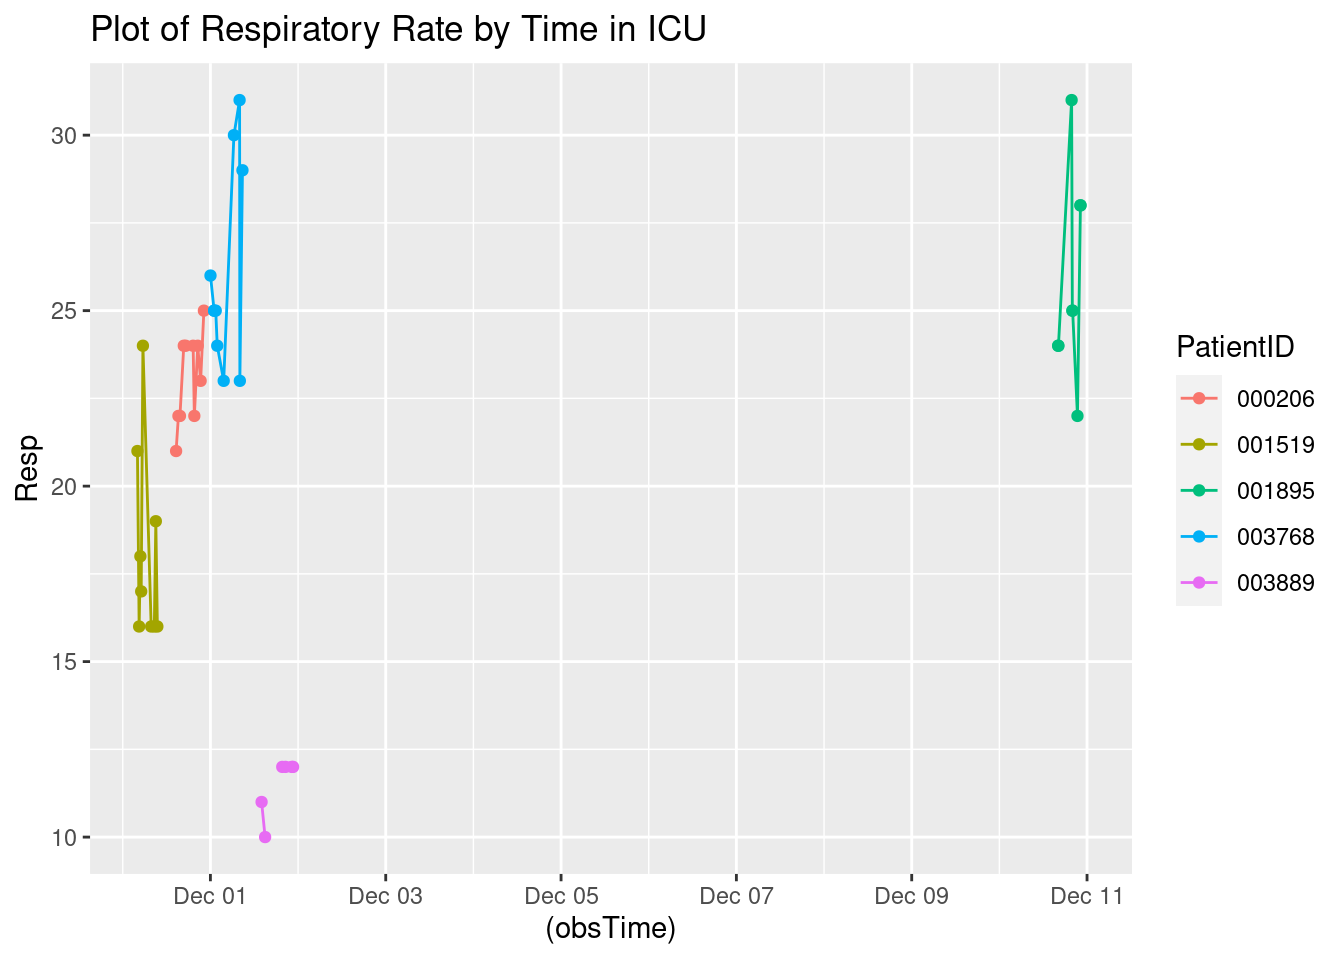 Plot of Respiratory Rate by Time in ICU
30
25
20
15
10
Resp
Dec 01
Dec 03
Dec 05
Dec 07
Dec 09
Dec 11
(obsTime)
PatientID
000206
001519
001895
003768
003889